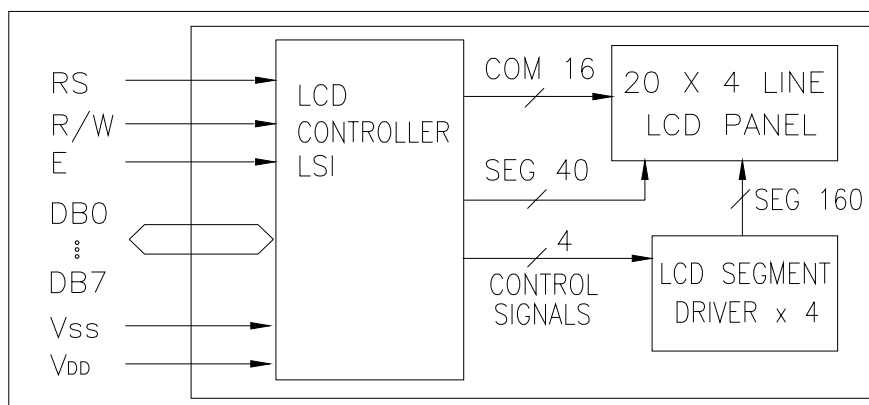 RS
R/W
E
DB0
DB7
Vss
VDD
LCD
CONTROLLER
LSI
COM 16
SEG 40
4
CONTROL
SIGNALS
20 X 4 LINE
LCD PANEL
SEG 160
LCD SEGMENT
DRIVER x 4